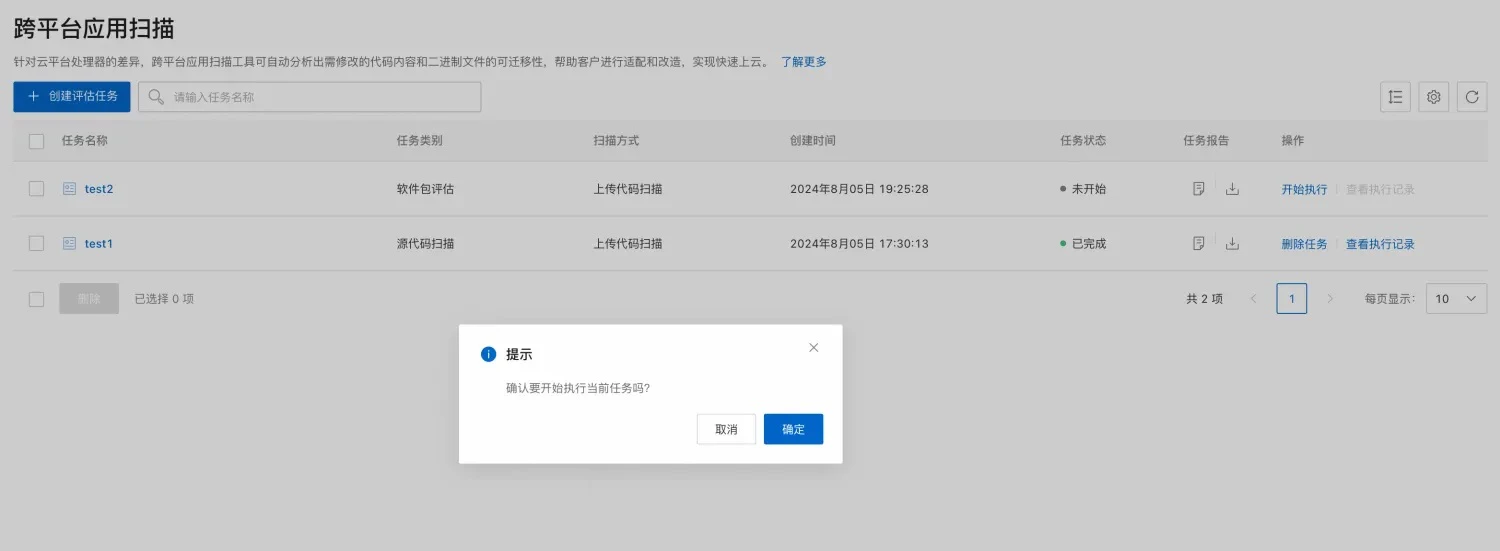 跨平台应用扫描
针对云平台处理器的差异，跨平台应用扫描工具可自动分析出需修改的代码内容和二进制文件的可迁移性，帮助客户进行适配和改造，实现快速上云。 了解更多
创建评估任务 请输入任务名称
任务名称 任务类别 扫描方式 创建时间 任务状态 任务报告 操作
test2 软件包评估 上传代码扫描 2024年8月05日 19:25:28 未开始 开始执行 查看执行记录
test1 源代码扫描 上传代码扫描 2024年8月05日 17:30:13 已完成 删除任务 查看执行记录
删除 已选择 0 项 共 2 项 1 每页显示： 10
提示
确认要开始执行当前任务吗?
取消 确定